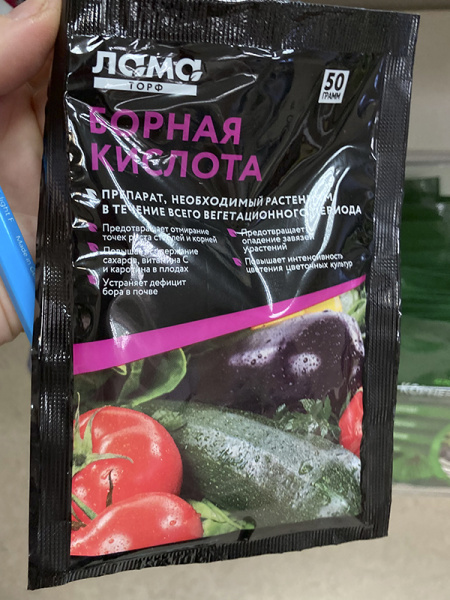 ЛАМА
ТОРФ
50
ГРАММ
БОРНАЯ
КИСЛОТА
ПРЕПАРАТ, НЕОБХОДИМЫЙ РАСТЕНИЯМ
В ТЕЧЕНИЕ ВСЕГО ВЕГЕТАЦИОННОГО ПЕРИОДА
Предотвращает отмирание
точек роста стеблей и корней
Повышает содержание
сахаров, витамина С
и каротина в плодах
Устраняет дефицит
бора в почве
Предотвращает
опадение завязей
у растений
Повышает интенсивность
цветения цветочных культур